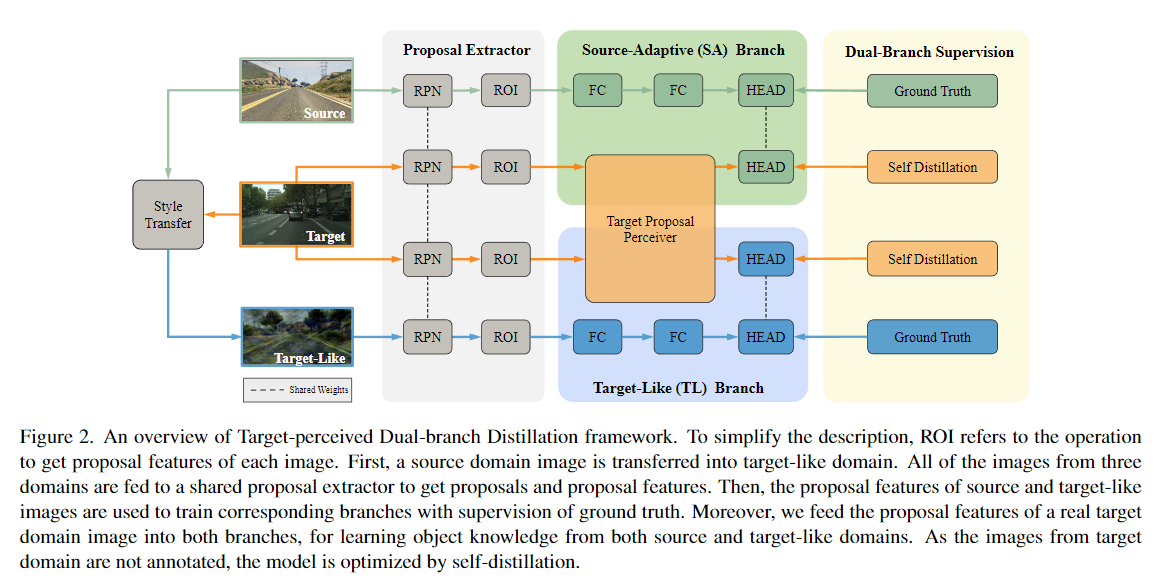 Proposal Extractor
Source-Adaptive (SA) Branch
Dual-Branch Supervision
Source
RPN
ROI
FC
FC
HEAD
Ground Truth
RPN
ROI
HEAD
Self Distillation
Style
Transfer
Target
Target Proposal
Perceiver
RPN
ROI
HEAD
Self Distillation
Target-Like
RPN
ROI
FC
FC
HEAD
Ground Truth
Shared Weights
Target-Like (TL) Branch
Figure 2. An overview of Target-perceived Dual-branch Distillation framework. To simplify the description, ROI refers to the operation
to get proposal features of each image. First, a source domain image is transferred into target-like domain. All of the images from three
domains are fed to a shared proposal extractor to get proposals and proposal features. Then, the proposal features of source and target-like
images are used to train corresponding branches with supervision of ground truth. Moreover, we feed the proposal features of a real target
domain image into both branches, for learning object knowledge from both source and target-like domains. As the images from target
domain are not annotated, the model is optimized by self-distillation.